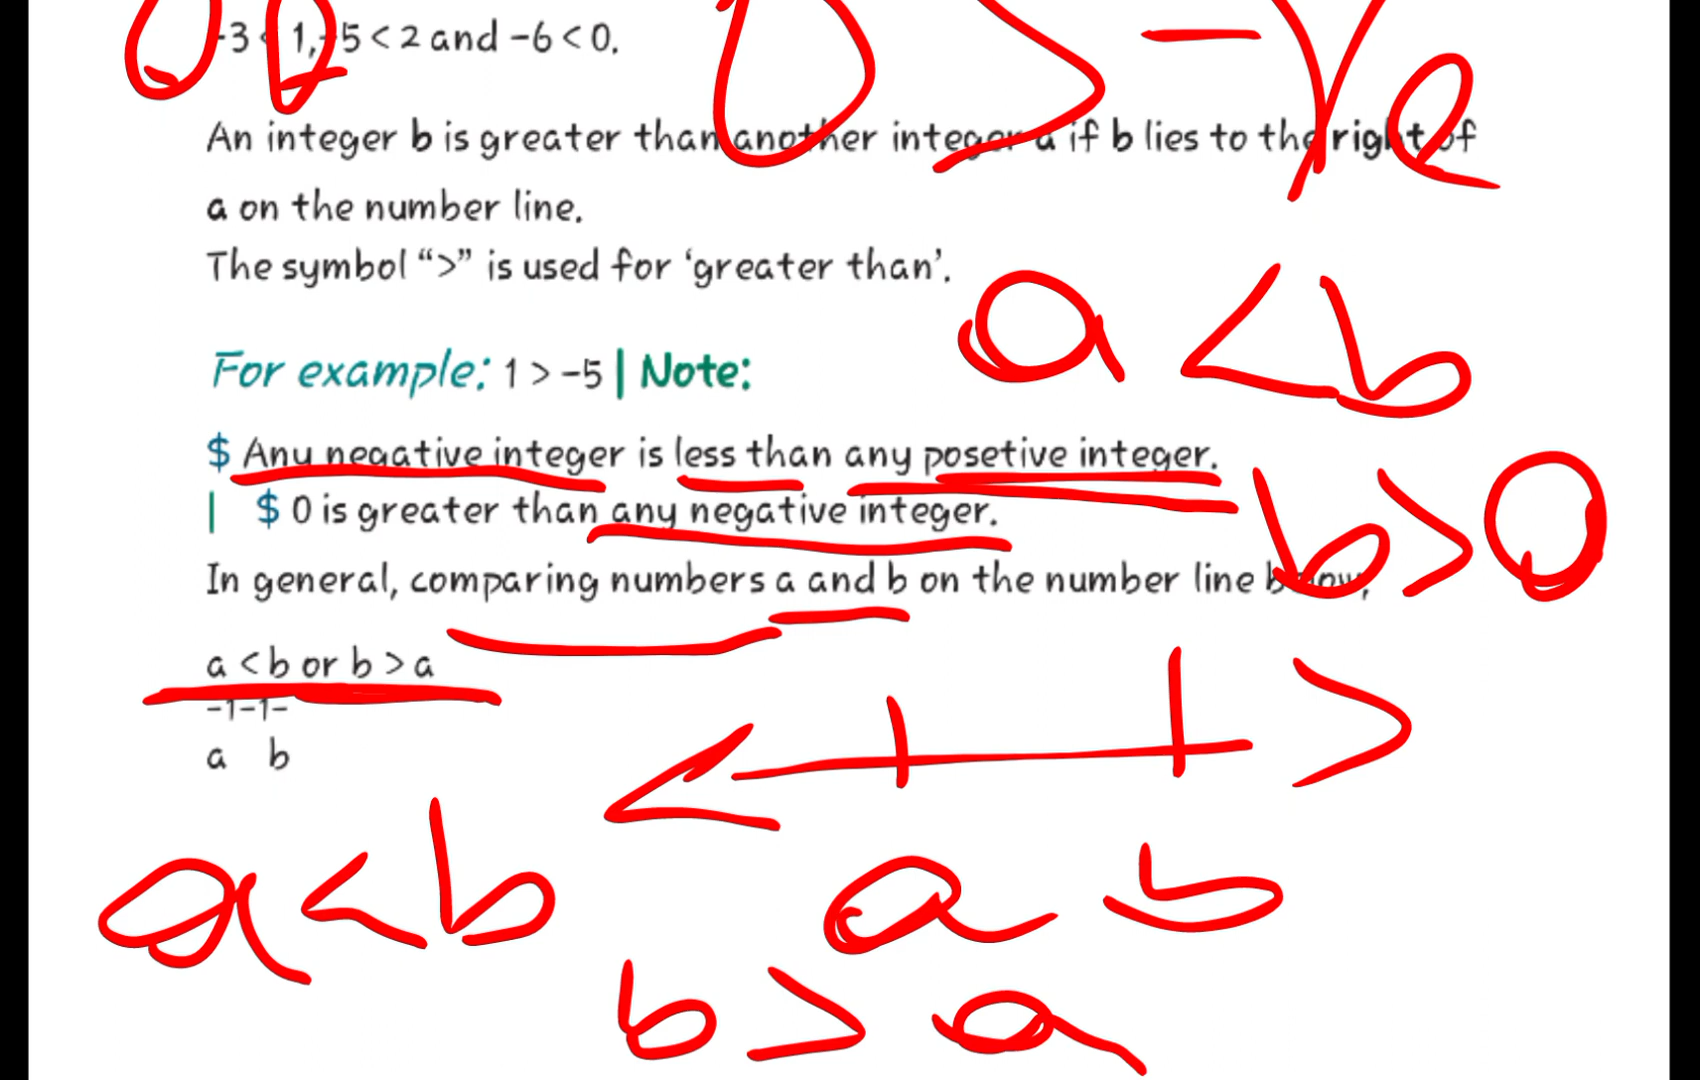 -3 < 1, -5 < 2 and -6 < 0.
0 > -ve
An integer b is greater than another integer a if b lies to the right of
a on the number line.
The symbol “>” is used for ‘greater than’.
a < b
For example: 1 > -5 | Note:
$ Any negative integer is less than any posetive integer.
| $ 0 is greater than any negative integer.
b > 0
In general, comparing numbers a and b on the number line below,
a < b or b > a
-1-1-
a b
a < b
a b
b > a